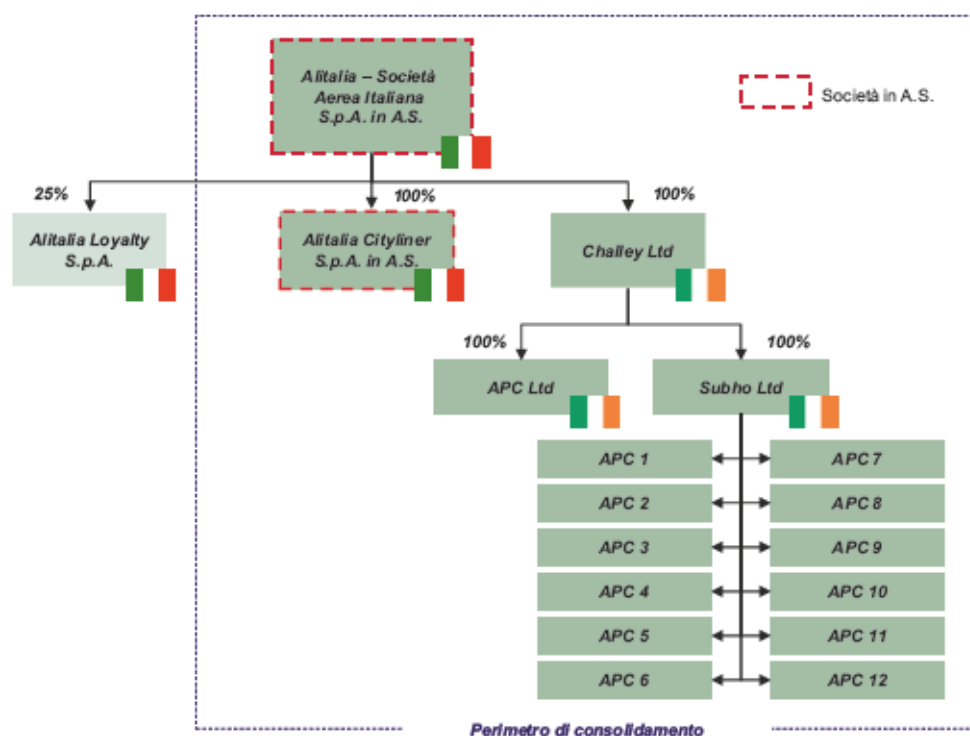 Alitalia – Società
Aerea Italiana
S.p.A. in A.S.
Società in A.S.
25%
100%
100%
Alitalia Loyalty
S.p.A.
Alitalia Cityliner
S.p.A. in A.S.
Challey Ltd
100%
100%
APC Ltd
Subho Ltd
APC 1
APC 7
APC 2
APC 8
APC 3
APC 9
APC 4
APC 10
APC 5
APC 11
APC 6
APC 12
Perimetro di consolidamento